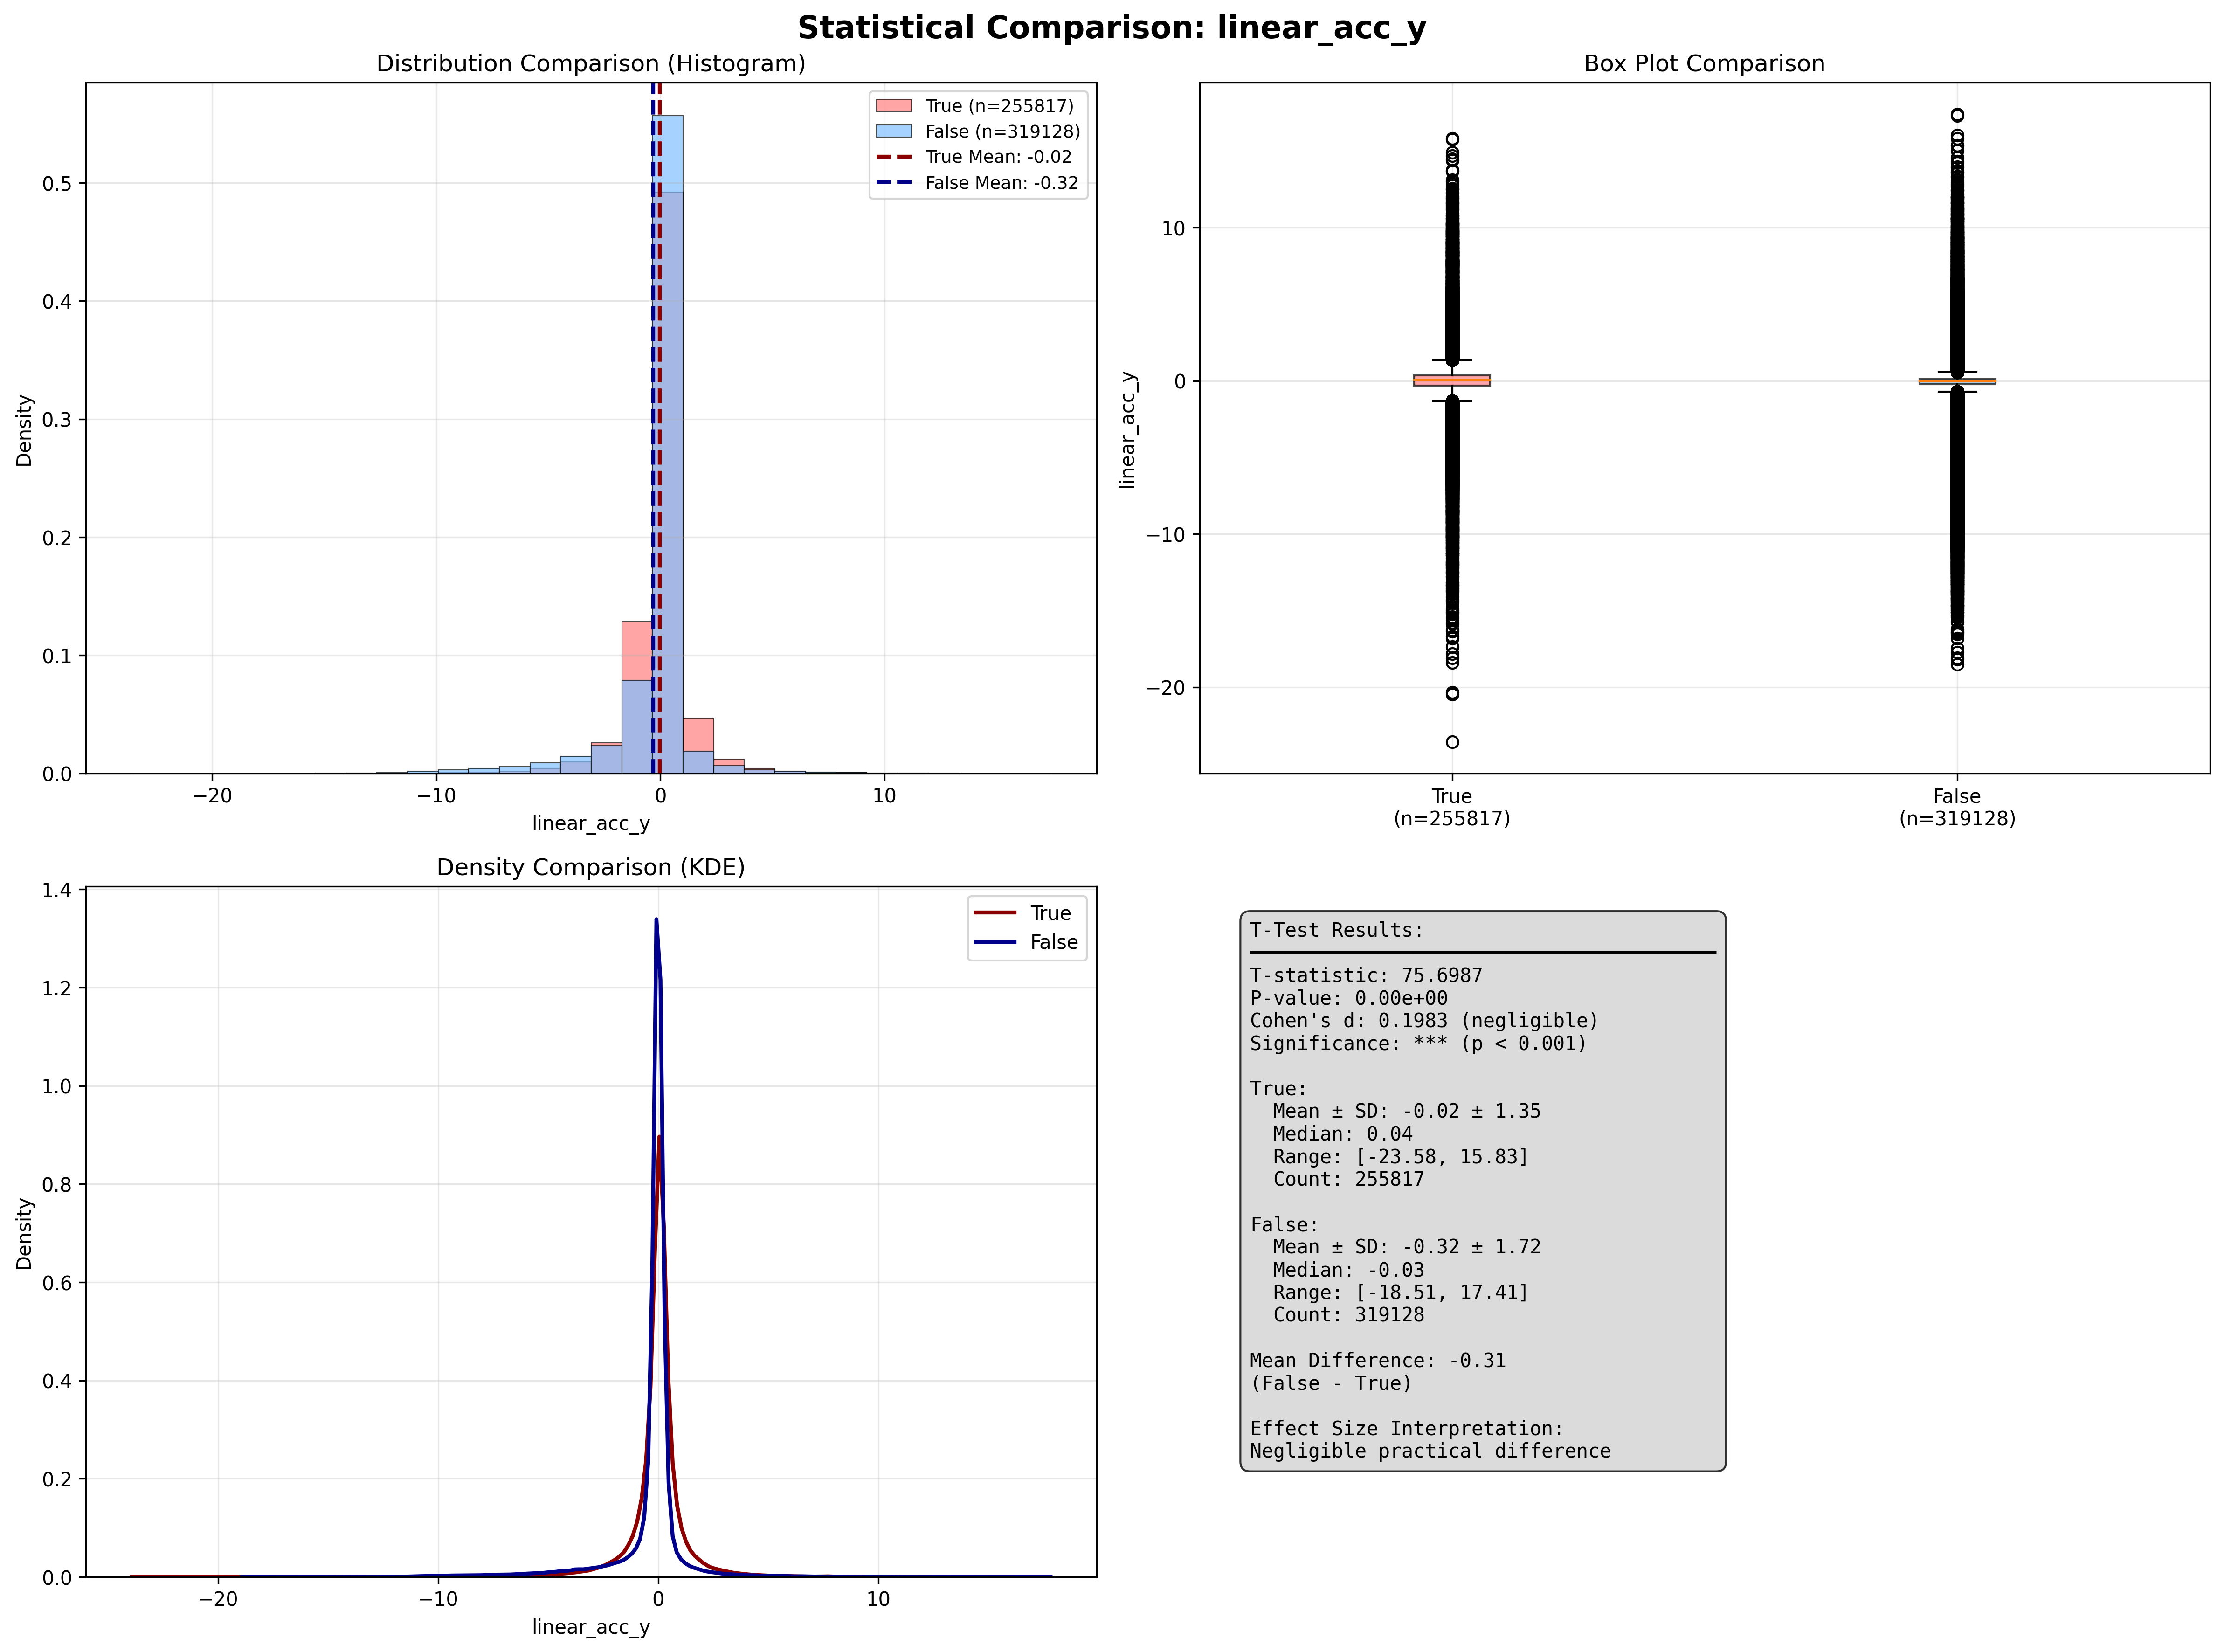 Statistical Comparison: linear_acc_y
Distribution Comparison (Histogram)
True (n=255817)
False (n=319128)
True Mean: -0.02
False Mean: -0.32
Density
0.5
0.4
0.3
0.2
0.1
0.0
−20
−10
0
10
linear_acc_y
Box Plot Comparison
linear_acc_y
10
0
−10
−20
True
(n=255817)
False
(n=319128)
Density Comparison (KDE)
True
False
Density
1.4
1.2
1.0
0.8
0.6
0.4
0.2
0.0
−20
−10
0
10
linear_acc_y
T-Test Results:
T-statistic: 75.6987
P-value: 0.00e+00
Cohen's d: 0.1983 (negligible)
Significance: *** (p < 0.001)
True:
Mean ± SD: -0.02 ± 1.35
Median: 0.04
Range: [-23.58, 15.83]
Count: 255817
False:
Mean ± SD: -0.32 ± 1.72
Median: -0.03
Range: [-18.51, 17.41]
Count: 319128
Mean Difference: -0.31
(False - True)
Effect Size Interpretation:
Negligible practical difference